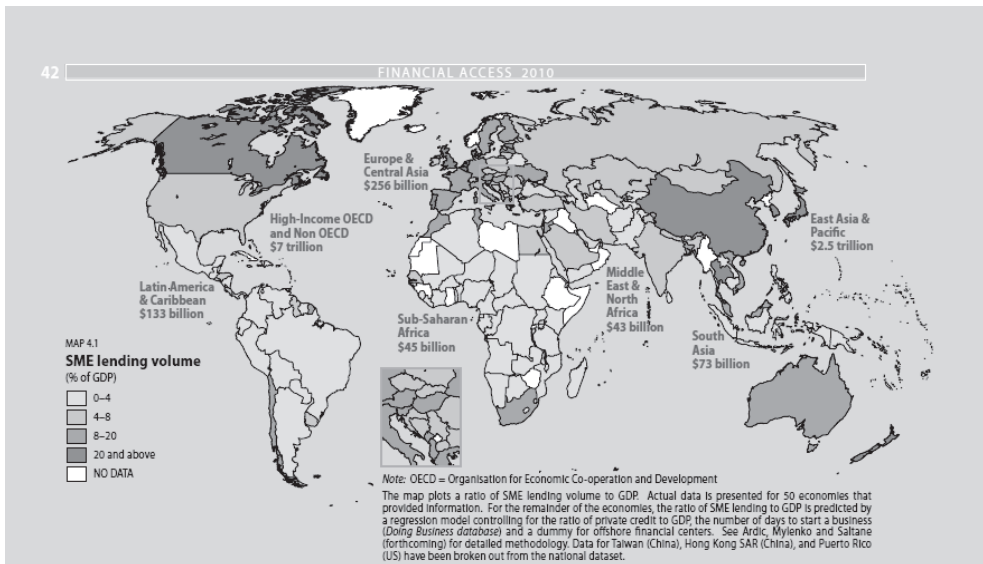 42
FINANCIAL ACCESS 2010
Europe &
Central Asia
$256 billion
High-Income OECD
and Non OECD
$7 trillion
East Asia &
Pacific
$2.5 trillion
Latin America
& Caribbean
$133 billion
Sub-Saharan
Africa
$45 billion
Middle
East &
North
Africa
$43 billion
South
Asia
$73 billion
MAP 4.1
SME lending volume
(% of GDP)
0–4
4–8
8–20
20 and above
NO DATA
Note: OECD = Organisation for Economic Co-operation and Development
The map plots a ratio of SME lending volume to GDP. Actual data is presented for 50 economies that
provided information. For the remainder of the economies, the ratio of SME lending to GDP is predicted by
a regression model controlling for the ratio of private credit to GDP, the number of days to start a business
(Doing Business database) and a dummy for offshore financial centers. See Ardic, Mylenko and Saltane
(forthcoming) for detailed methodology. Data for Taiwan (China), Hong Kong SAR (China), and Puerto Rico
(US) have been broken out from the national dataset.